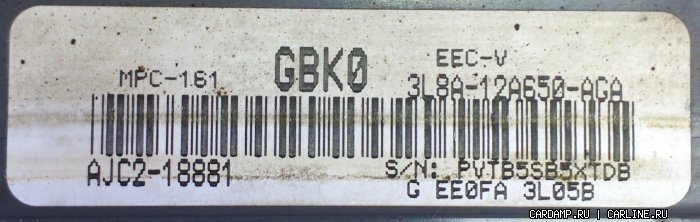 EEC-V
MPC-161 GBK0 3L8A-12A650-AGA
AJC2-18881 S/N: PVTB5SB5XTDB
G EE0FA 3L05B
CARDAMP.RU | CARLINE.RU